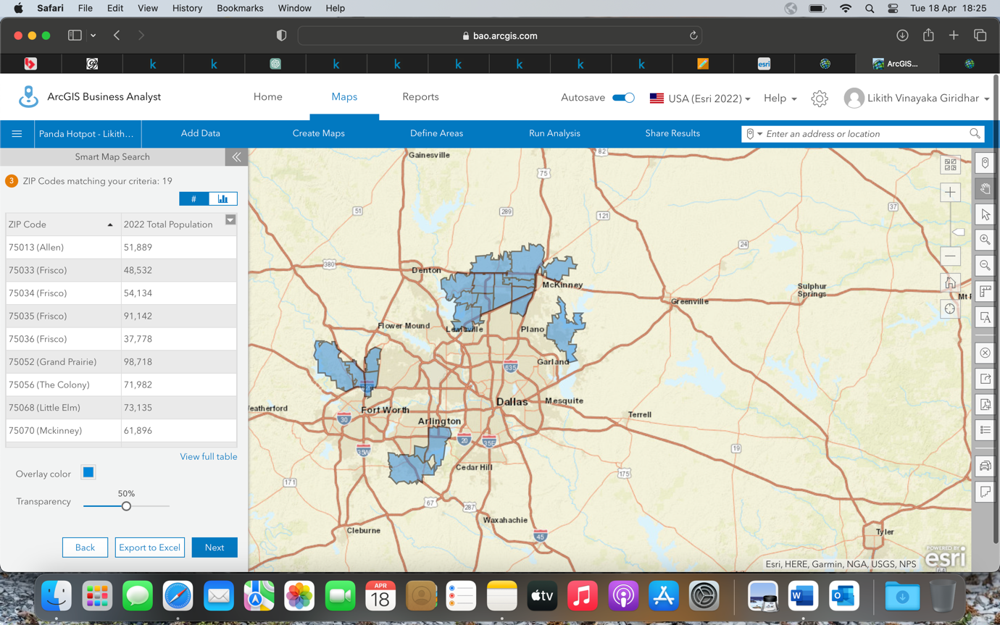 Safari File Edit View History Bookmarks Window Help Tue 18 Apr 18:25
bao.arcgis.com
k k k k k k k esri ArcGIS...
ArcGIS Business Analyst Home Maps Reports Autosave USA (Esri 2022) Help Likith Vinayaka Giridhar
Panda Hotpot - Likith... Add Data Create Maps Define Areas Run Analysis Share Results Enter an address or location
Smart Map Search
3 ZIP Codes matching your criteria: 19
#
ZIP Code 2022 Total Population
75013 (Allen) 51,889
75033 (Frisco) 48,532
75034 (Frisco) 54,134
75035 (Frisco) 91,142
75036 (Frisco) 37,778
75052 (Grand Prairie) 98,718
75056 (The Colony) 71,982
75068 (Little Elm) 73,135
75070 (Mckinney) 61,896
View full table
Overlay color
50%
Transparency
Back Export to Excel Next
Gainesville
82
75
37
51
289
121
24
380
Denton
McKinney
Sulphur
Springs
Mt P
Greenville
Flower Mound
Lewisville
Plano
Garland
635
Dallas
Mesquite
eatherford
Fort Worth
30
Arlington
Terrell
20
35E
35W
19
Cedar Hill
175
171
67
287
Waxahachie
Cleburne
45
Tyler
POWERED BY
esri
Esri, HERE, Garmin, NGA, USGS, NPS
64
APR
18
tv
W